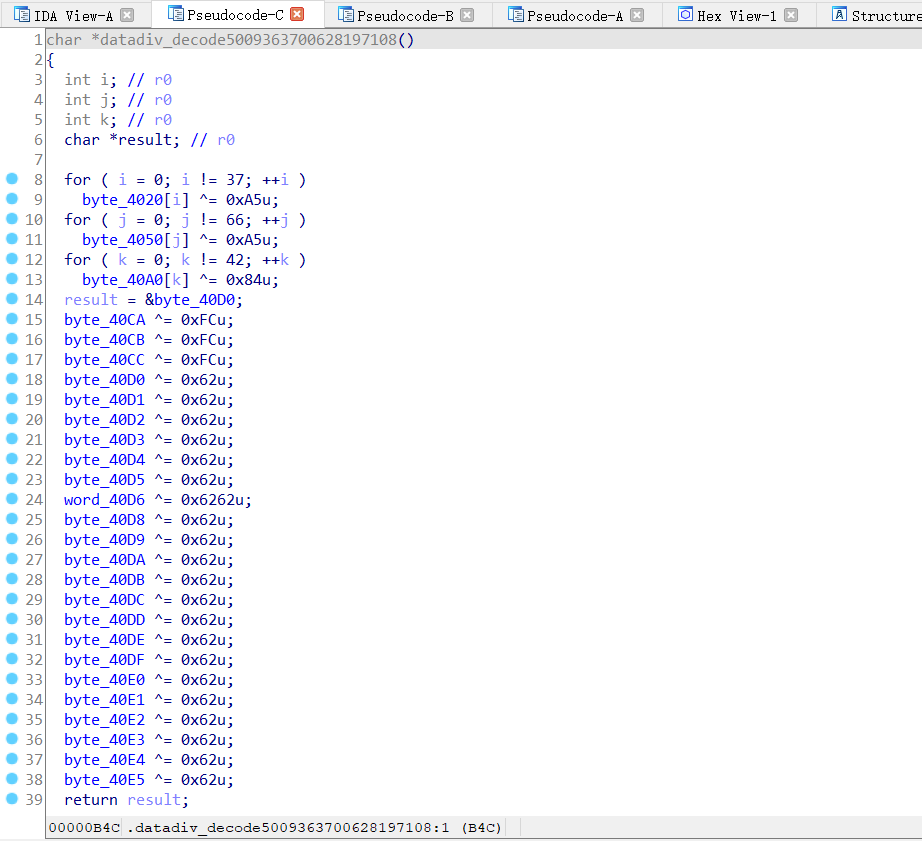 IDA View-A Pseudocode-C Pseudocode-B Pseudocode-A Hex View-1 Structure
1 char *datadiv_decode5009363700628197108()
2 {
3 int i; // r0
4 int j; // r0
5 int k; // r0
6 char *result; // r0
7
8 for ( i = 0; i != 37; ++i )
9 byte_4020[i] ^= 0xA5u;
10 for ( j = 0; j != 66; ++j )
11 byte_4050[j] ^= 0xA5u;
12 for ( k = 0; k != 42; ++k )
13 byte_40A0[k] ^= 0x84u;
14 result = &byte_40D0;
15 byte_40CA ^= 0xFCu;
16 byte_40CB ^= 0xFCu;
17 byte_40CC ^= 0xFCu;
18 byte_40D0 ^= 0x62u;
19 byte_40D1 ^= 0x62u;
20 byte_40D2 ^= 0x62u;
21 byte_40D3 ^= 0x62u;
22 byte_40D4 ^= 0x62u;
23 byte_40D5 ^= 0x62u;
24 word_40D6 ^= 0x6262u;
25 byte_40D8 ^= 0x62u;
26 byte_40D9 ^= 0x62u;
27 byte_40DA ^= 0x62u;
28 byte_40DB ^= 0x62u;
29 byte_40DC ^= 0x62u;
30 byte_40DD ^= 0x62u;
31 byte_40DE ^= 0x62u;
32 byte_40DF ^= 0x62u;
33 byte_40E0 ^= 0x62u;
34 byte_40E1 ^= 0x62u;
35 byte_40E2 ^= 0x62u;
36 byte_40E3 ^= 0x62u;
37 byte_40E4 ^= 0x62u;
38 byte_40E5 ^= 0x62u;
39 return result;
00000B4C .datadiv_decode5009363700628197108:1 (B4C)